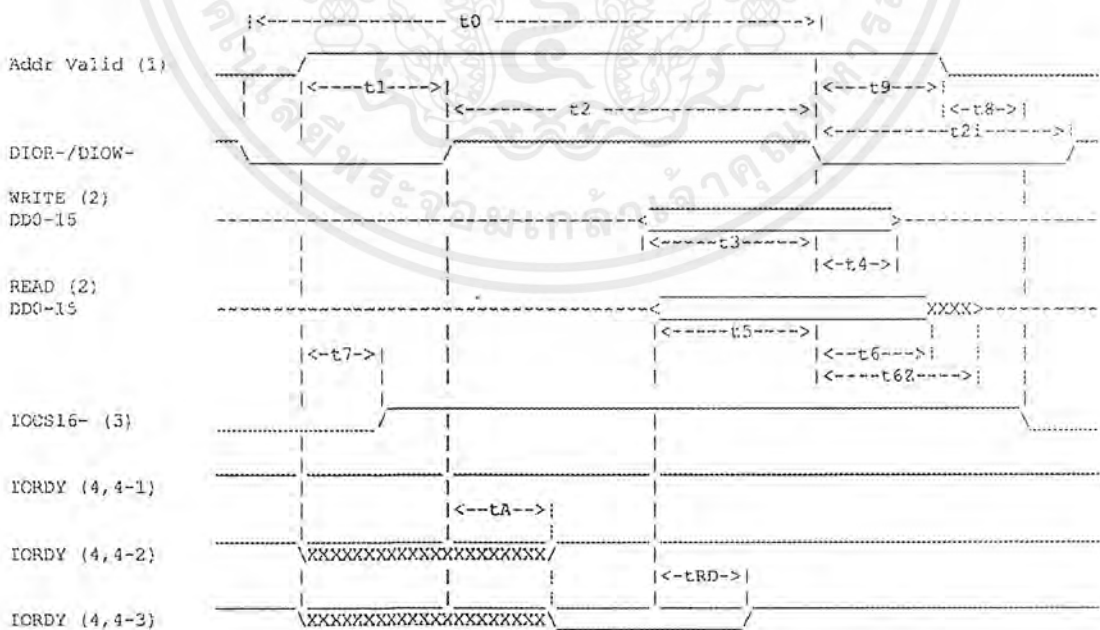 t0
Addr Valid (1)
t1
t9
t2
t8
t2i
DIOR-/DIOW-
WRITE (2)
DD0-15
t3
t4
READ (2)
DD0-15
XXXX
t5
t6
t7
t6Z
IOCS16- (3)
IORDY (4,4-1)
tA
IORDY (4,4-2)
XXXXXXXXXXXXXXXXXXXXXXX
tRD
IORDY (4,4-3)
XXXXXXXXXXXXXXXXXXXXXXX